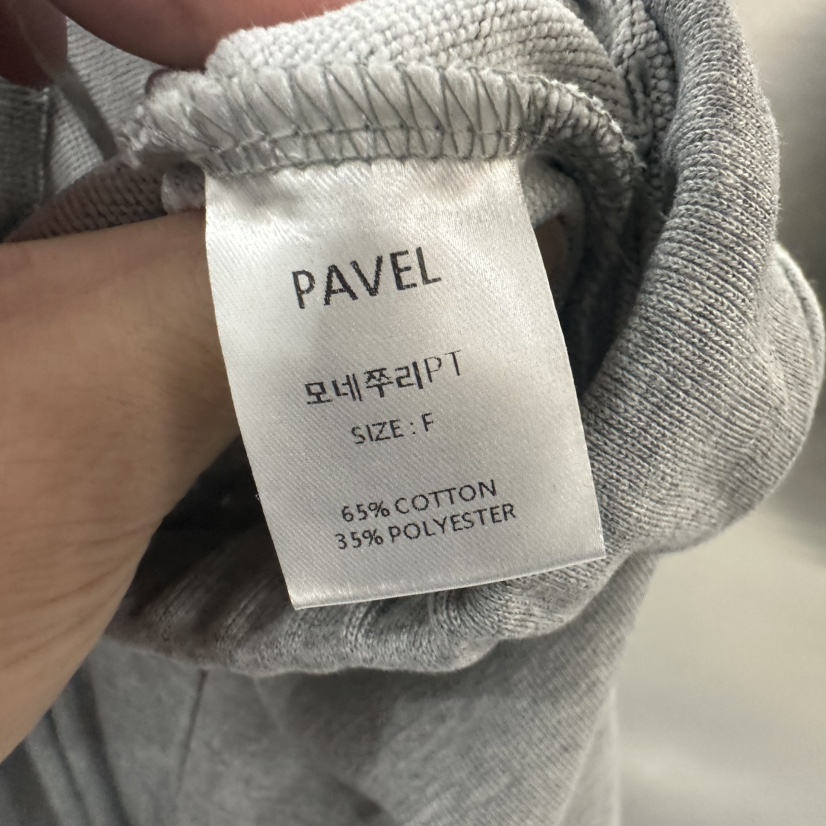 PAVEL
모네쭈리PT
SIZE : F
65% COTTON
35% POLYESTER